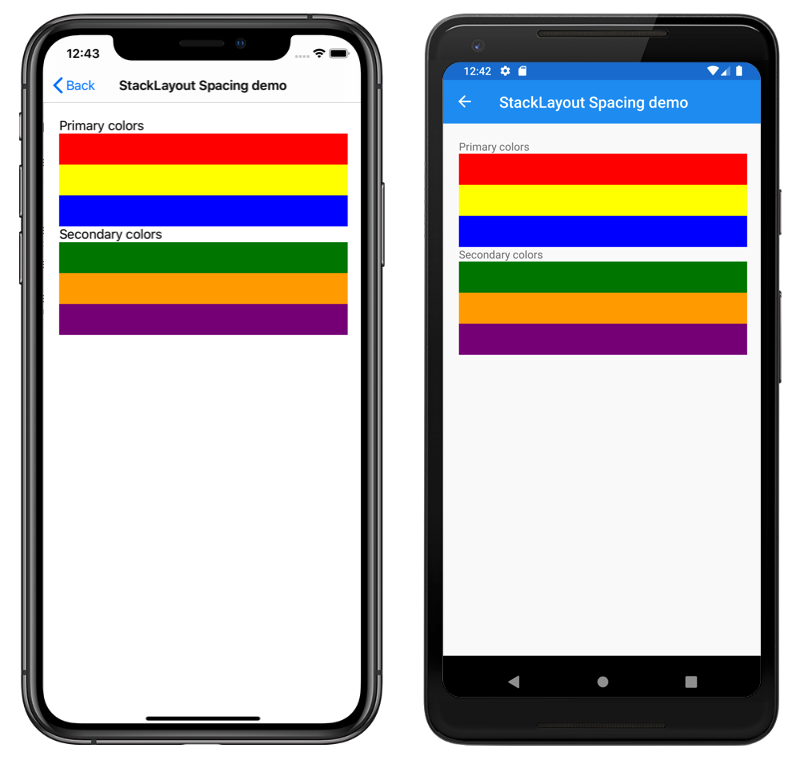 12:43
Back
StackLayout Spacing demo
Primary colors
Secondary colors
12:42
StackLayout Spacing demo
Primary colors
Secondary colors